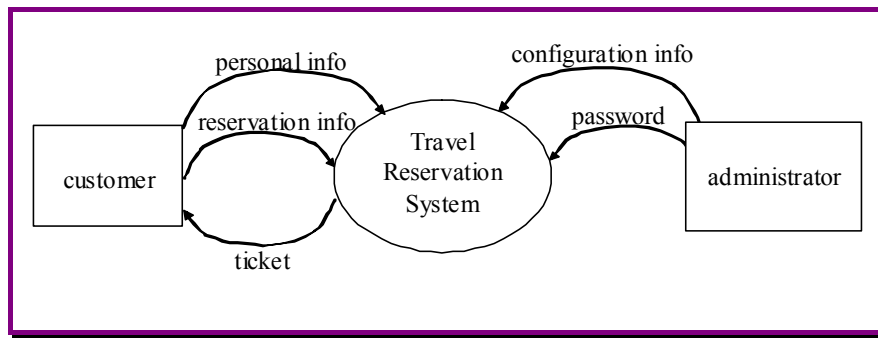 personal info
configuration info
reservation info
password
Travel
Reservation
System
customer
administrator
ticket